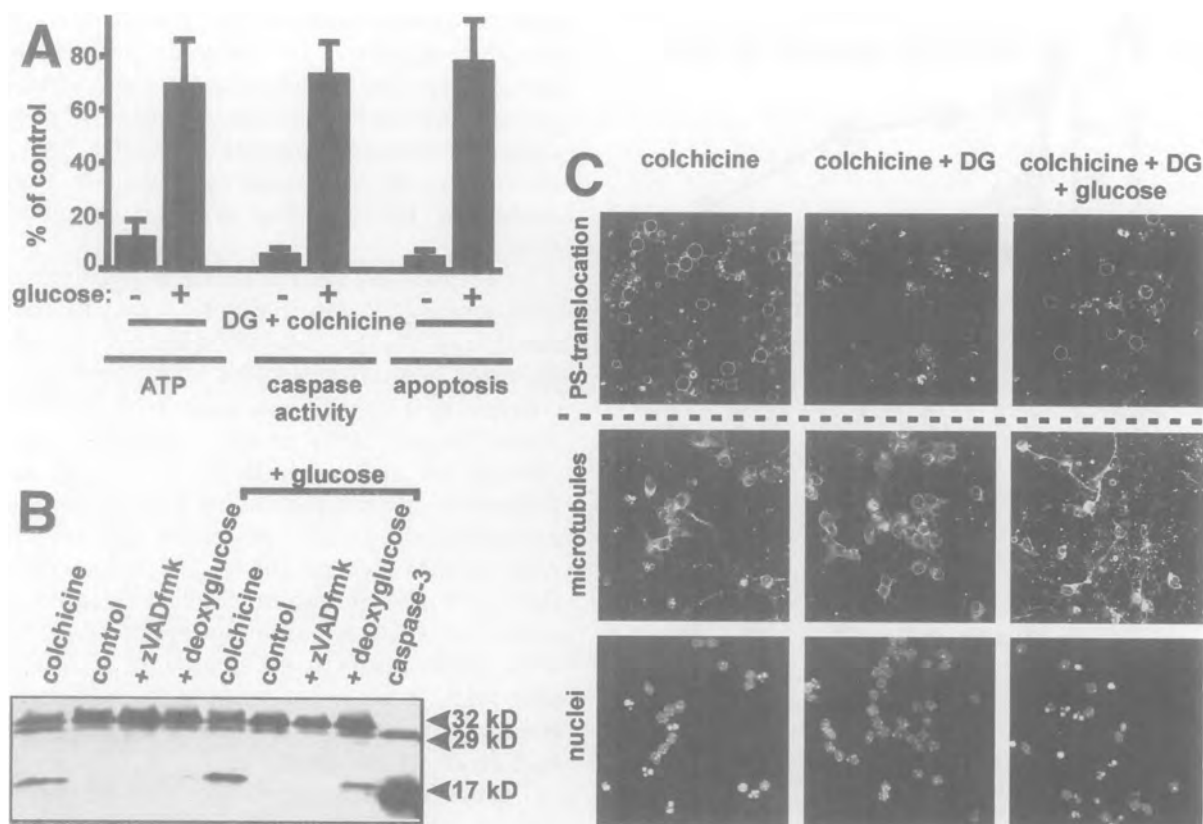 A
% of control
80
60
40
20
0
glucose: - + - + - +
DG + colchicine
ATP
caspase activity
apoptosis
B
+ glucose
colchicine
control
+ zVADfmk
+ deoxyglucose
colchicine
control
+ zVADfmk
+ deoxyglucose
caspase-3
32 kD
29 kD
17 kD
C
colchicine
colchicine + DG
colchicine + DG
+ glucose
PS-translocation
microtubules
nuclei